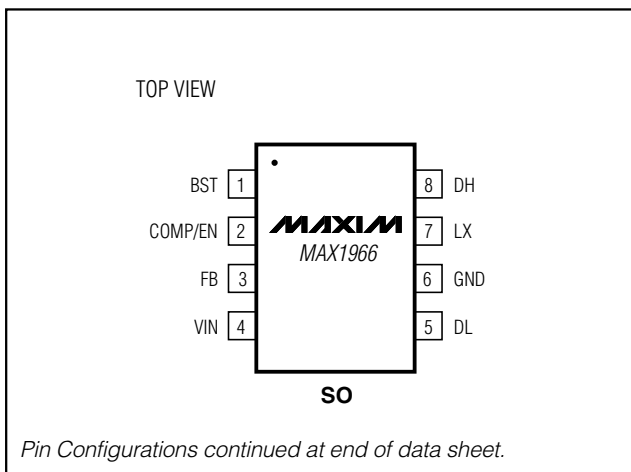 TOP VIEW
BST 1
COMP/EN 2
FB 3
VIN 4
MAXIM
MAX1966
8 DH
7 LX
6 GND
5 DL
SO
Pin Configurations continued at end of data sheet.